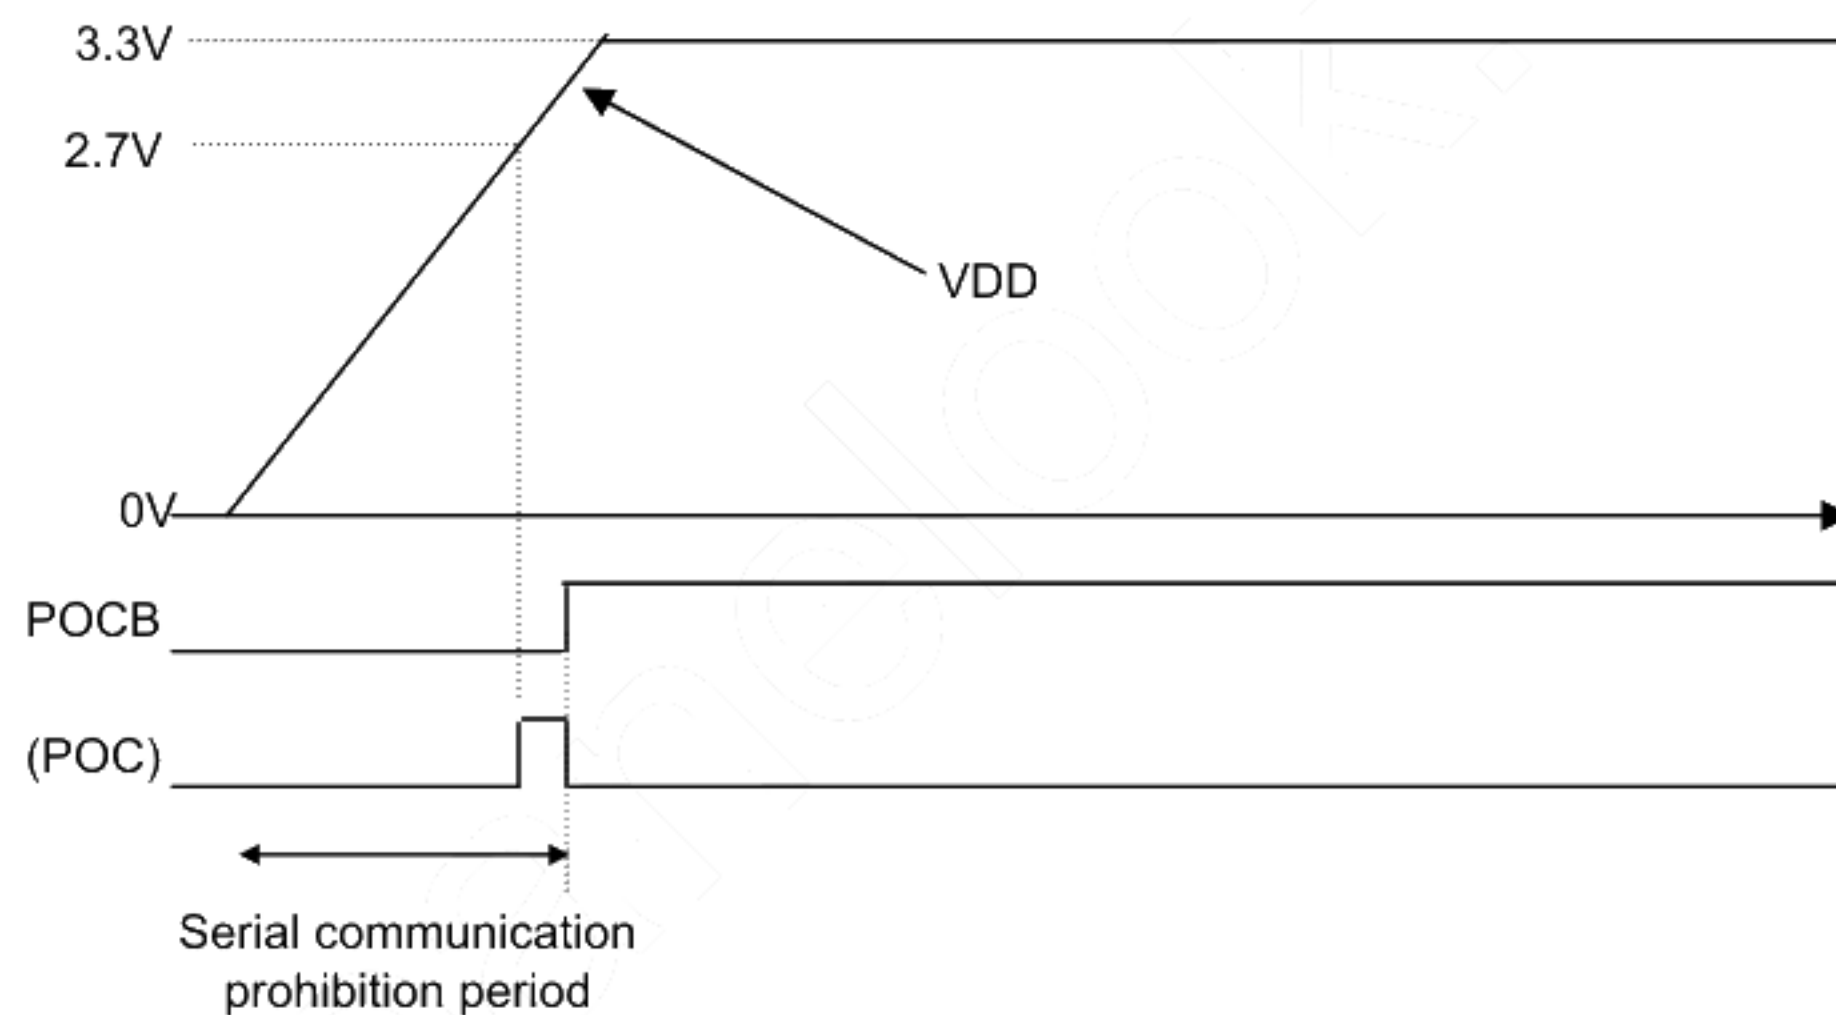 3.3V
2.7V
VDD
0V
POCB
(POC)
Serial communication
prohibition period